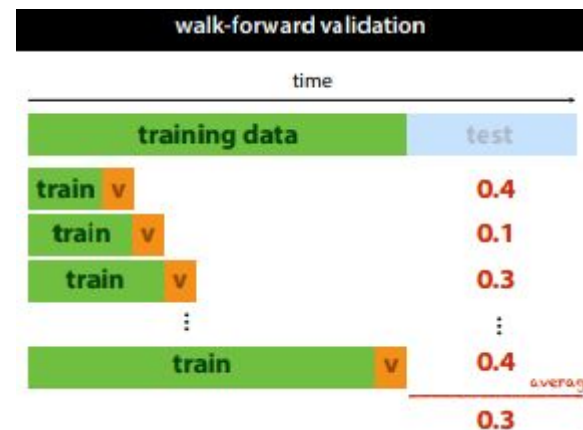 walk-forward validation
time
training data test
train v 0.4
train v 0.1
train v 0.3
⋮ ⋮
train v 0.4
averag
0.3